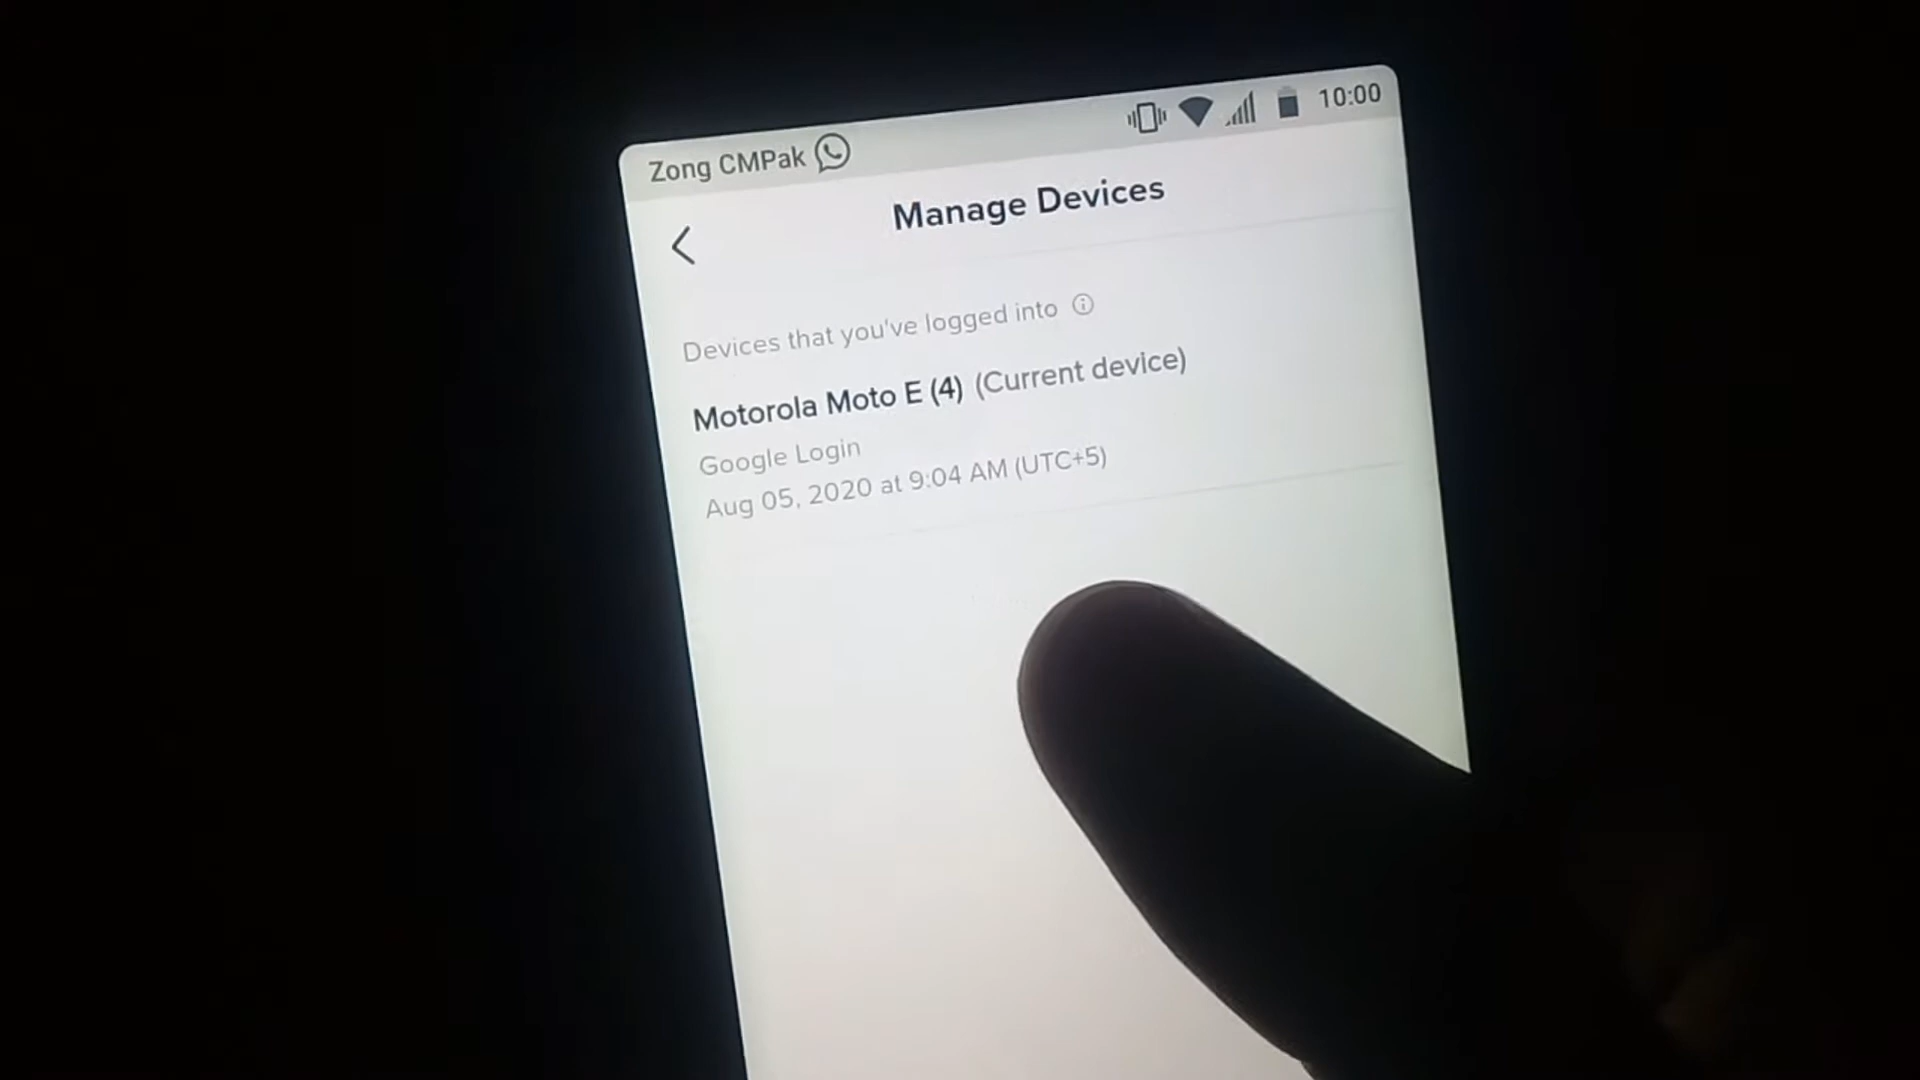 Zong CMPak 10:00
Manage Devices
Devices that you've logged into
Motorola Moto E (4) (Current device)
Google Login
Aug 05, 2020 at 9:04 AM (UTC+5)